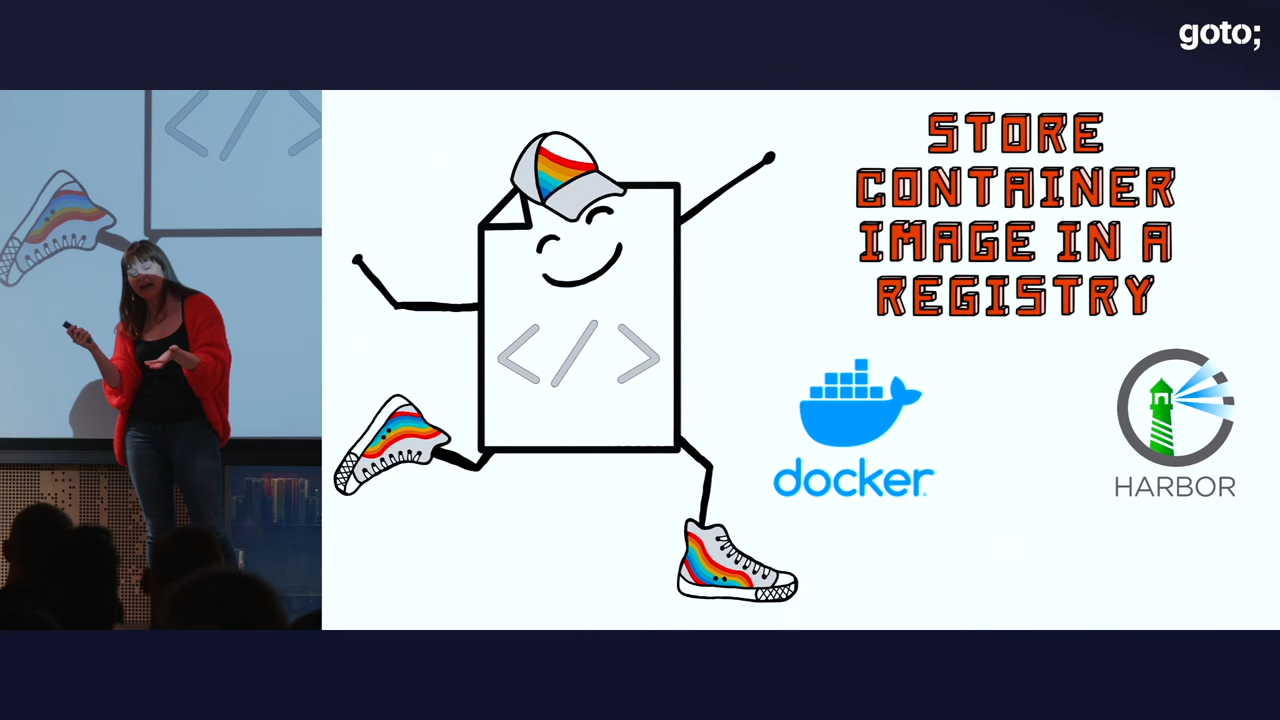 goto;
STORE
CONTAINER
IMAGE IN A
REGISTRY
</>
docker
HARBOR